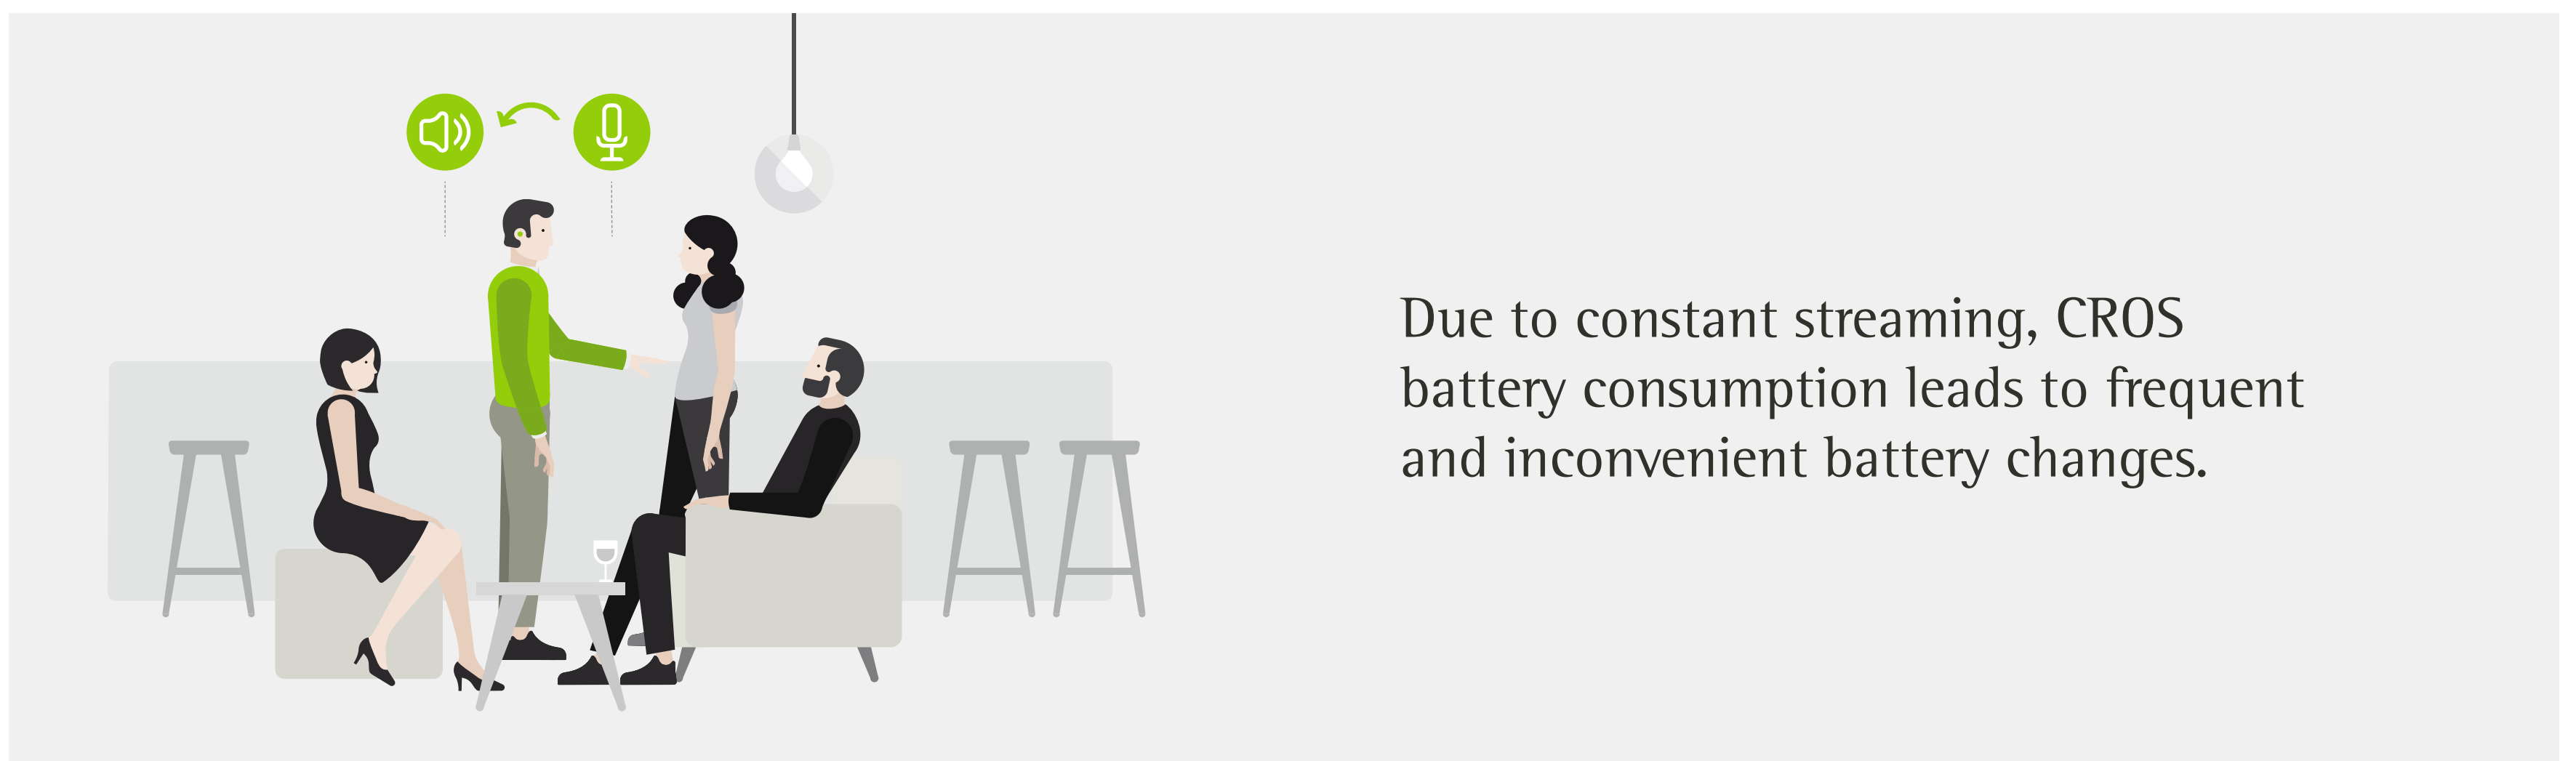 Due to constant streaming, CROS
battery consumption leads to frequent
and inconvenient battery changes.